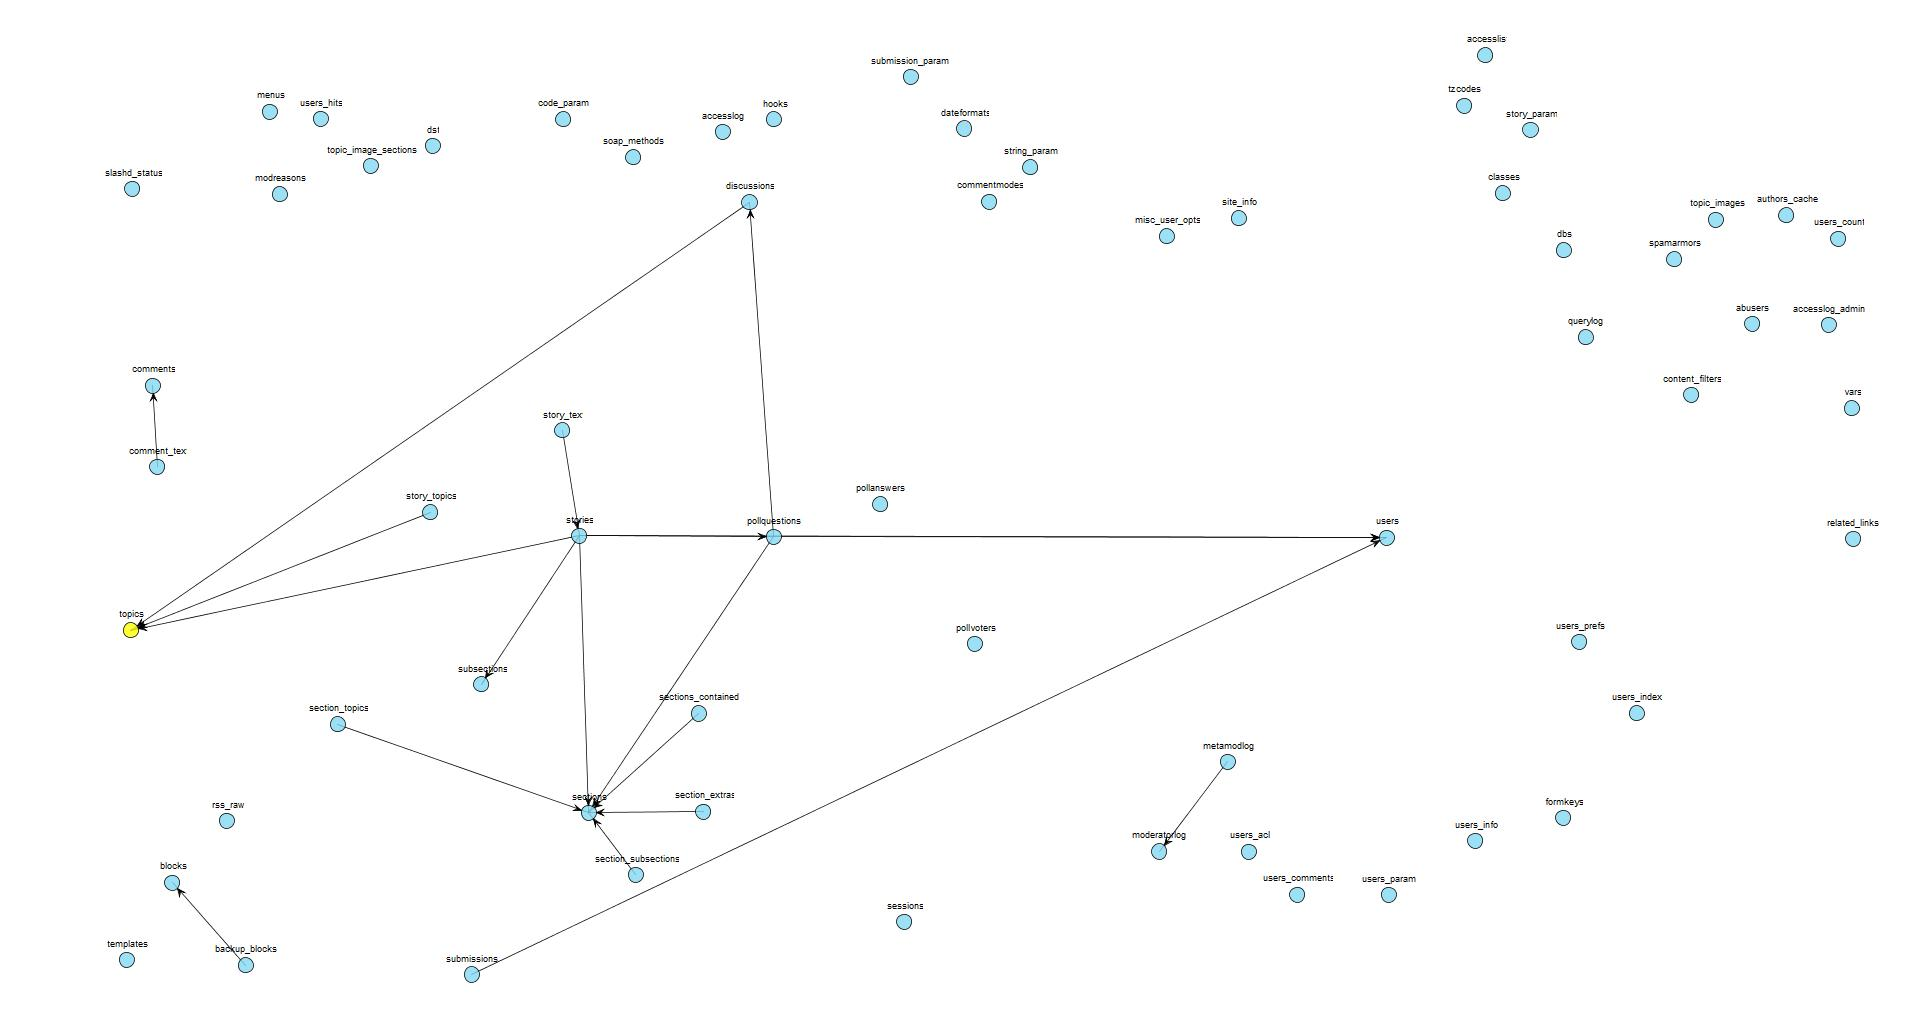 accesslis
submission_param
tzcodes
menus
users_hits
code_param
hooks
accesslog
dateformats
story_param
dst
soap_methods
topic_image_sections
string_param
slashd_status
modreasons
discussions
commentmodes
classes
misc_user_opts
site_info
topic_images
authors_cache
users_count
dbs
spamarmors
abusers
accesslog_admin
querylog
comments
content_filters
vars
story_tex
comment_tex
story_topics
pollanswers
stories
pollquestions
users
related_links
topics
pollvoters
users_prefs
subsections
sections_contained
users_index
section_topics
metamodlog
sections
section_extras
rss_raw
formkeys
moderatorlog
users_acl
users_info
blocks
section_subsections
users_comments
users_param
sessions
templates
backup_blocks
submissions